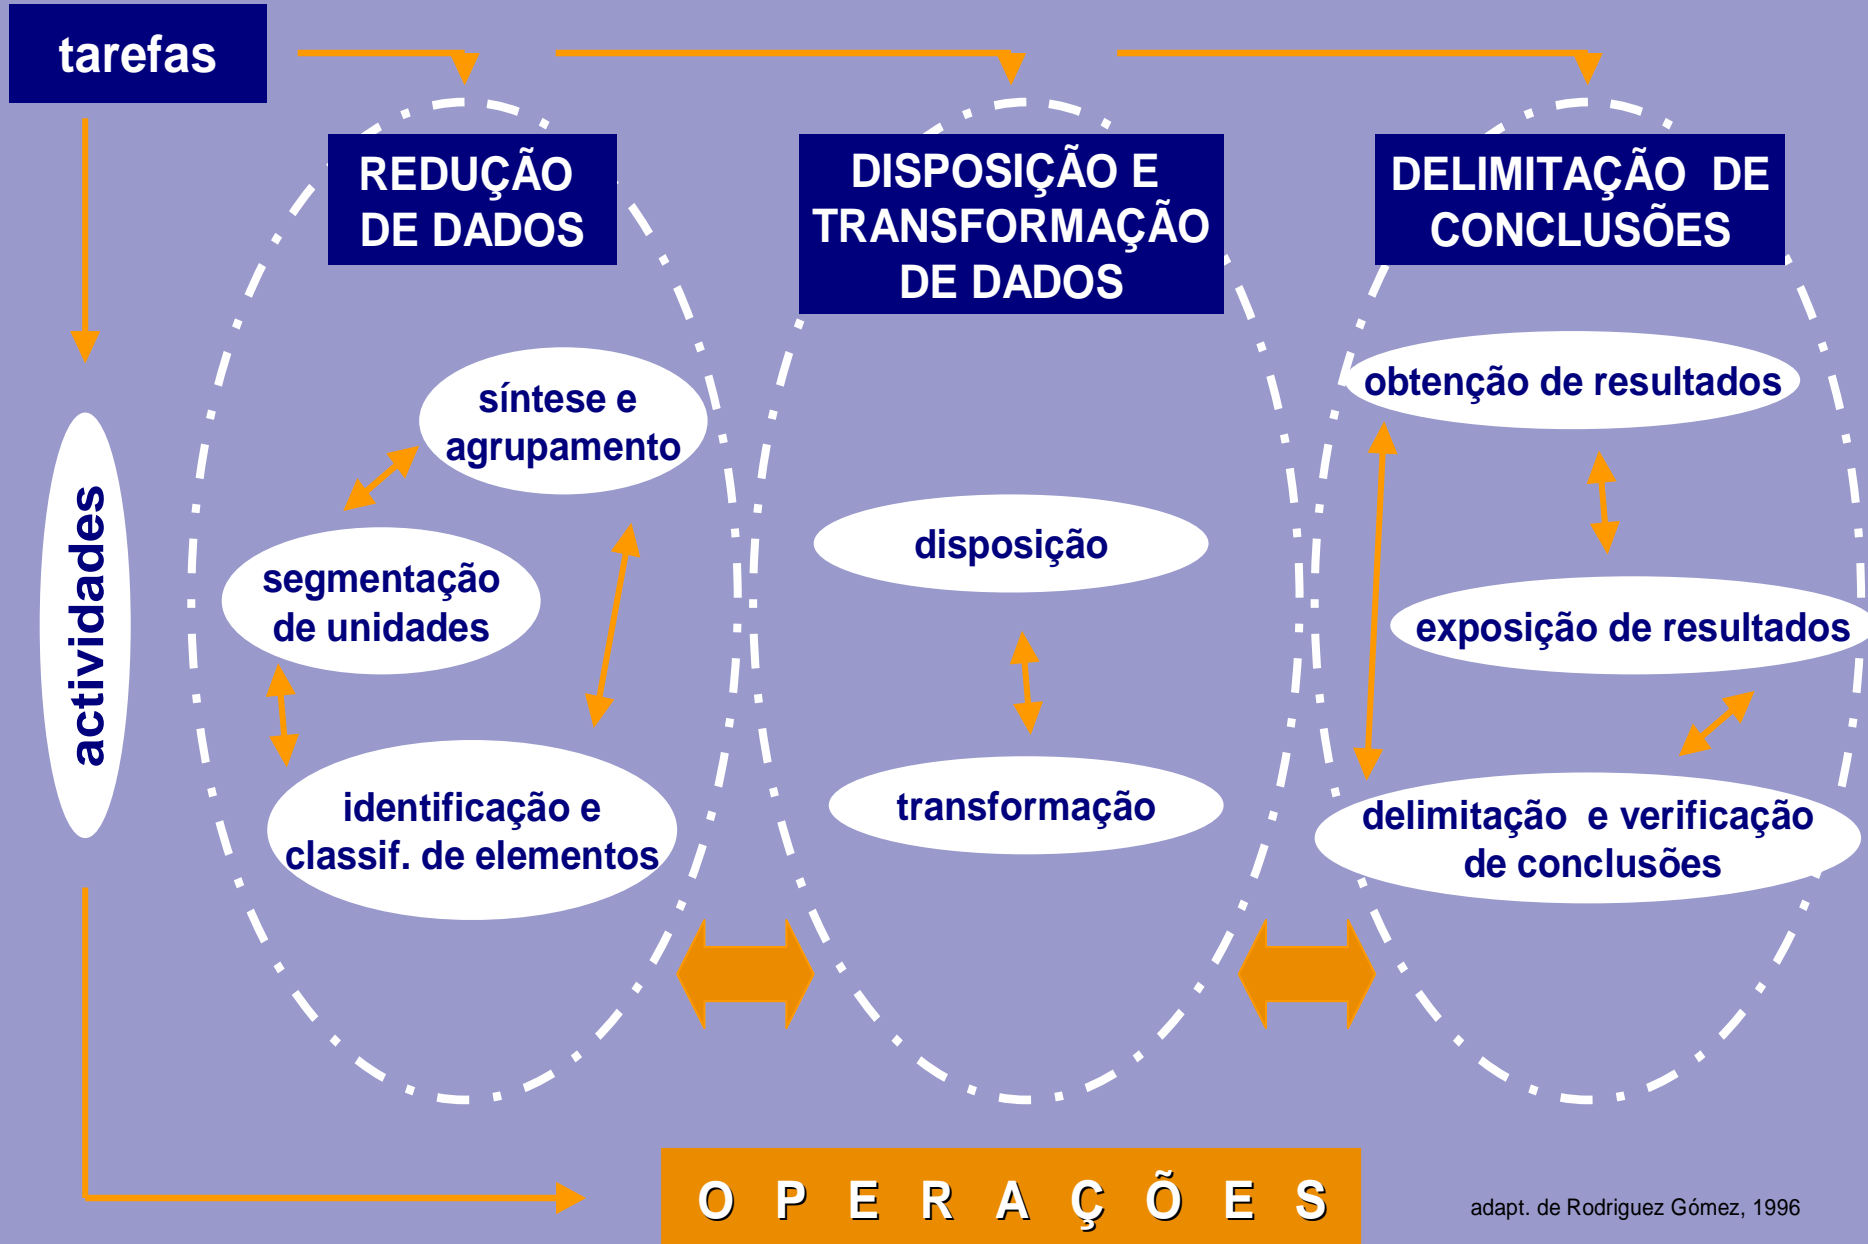 tarefas
REDUÇÃO
DE DADOS
DISPOSIÇÃO E
TRANSFORMAÇÃO
DE DADOS
DELIMITAÇÃO DE
CONCLUSÕES
actividades
síntese e
agrupamento
segmentação
de unidades
identificação e
classif. de elementos
disposição
transformação
obtenção de resultados
exposição de resultados
delimitação e verificação
de conclusões
O P E R A Ç Õ E S
adapt. de Rodriguez Gómez, 1996